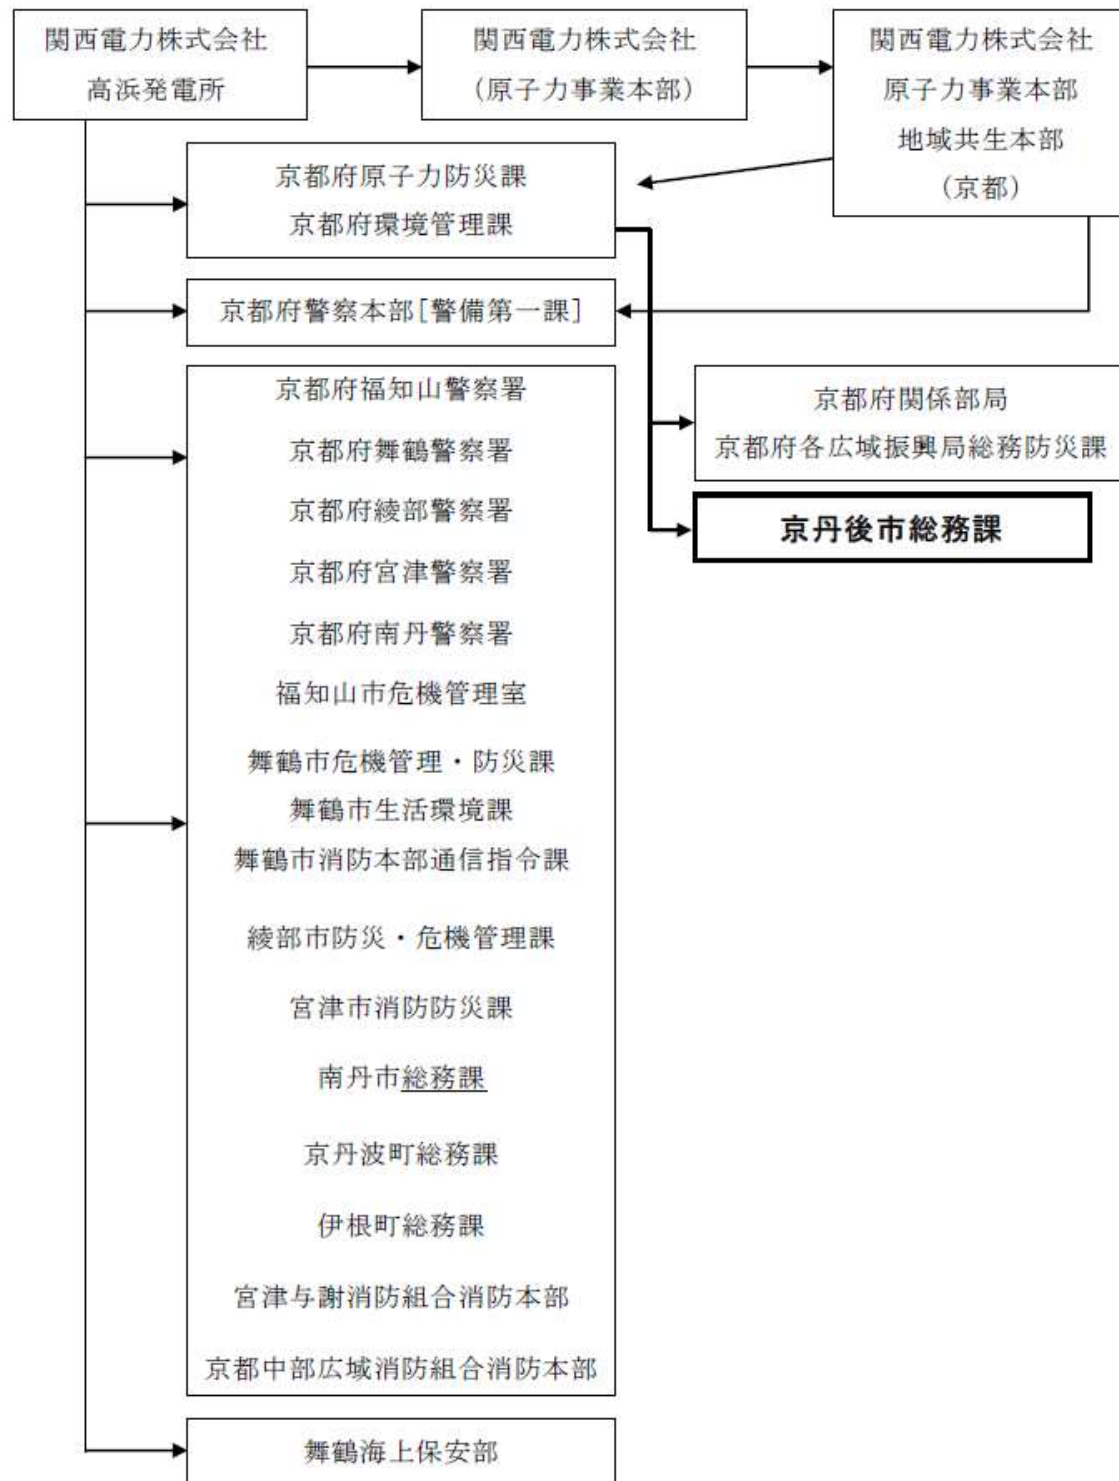 関西電力株式会社
高浜発電所
関西電力株式会社
（原子力事業本部）
関西電力株式会社
原子力事業本部
地域共生本部
（京都）
京都府原子力防災課
京都府環境管理課
京都府警察本部[警備第一課]
京都府福知山警察署
京都府舞鶴警察署
京都府綾部警察署
京都府宮津警察署
京都府南丹警察署
福知山市危機管理室
舞鶴市危機管理・防災課
舞鶴市生活環境課
舞鶴市消防本部通信指令課
綾部市防災・危機管理課
宮津市消防防災課
南丹市総務課
京丹波町総務課
伊根町総務課
宮津与謝消防組合消防本部
京都中部広域消防組合消防本部
舞鶴海上保安部
京都府関係部局
京都府各広域振興局総務防災課
京丹後市総務課